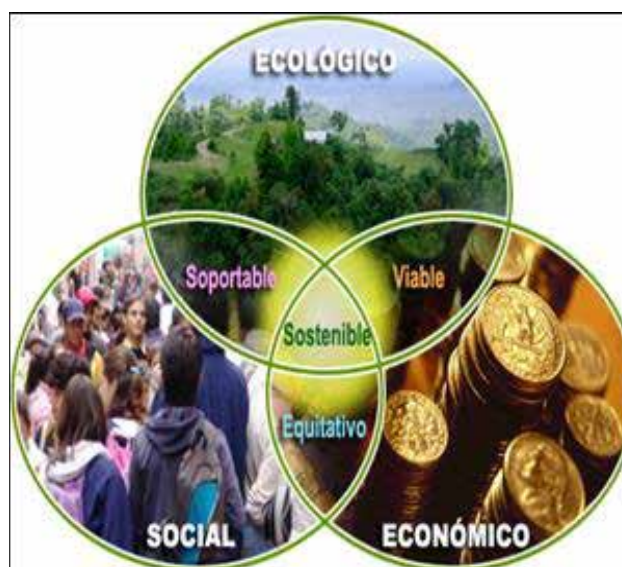 ECOLÓGICO
Soportable
Viable
Sostenible
Equitativo
SOCIAL
ECONÓMICO